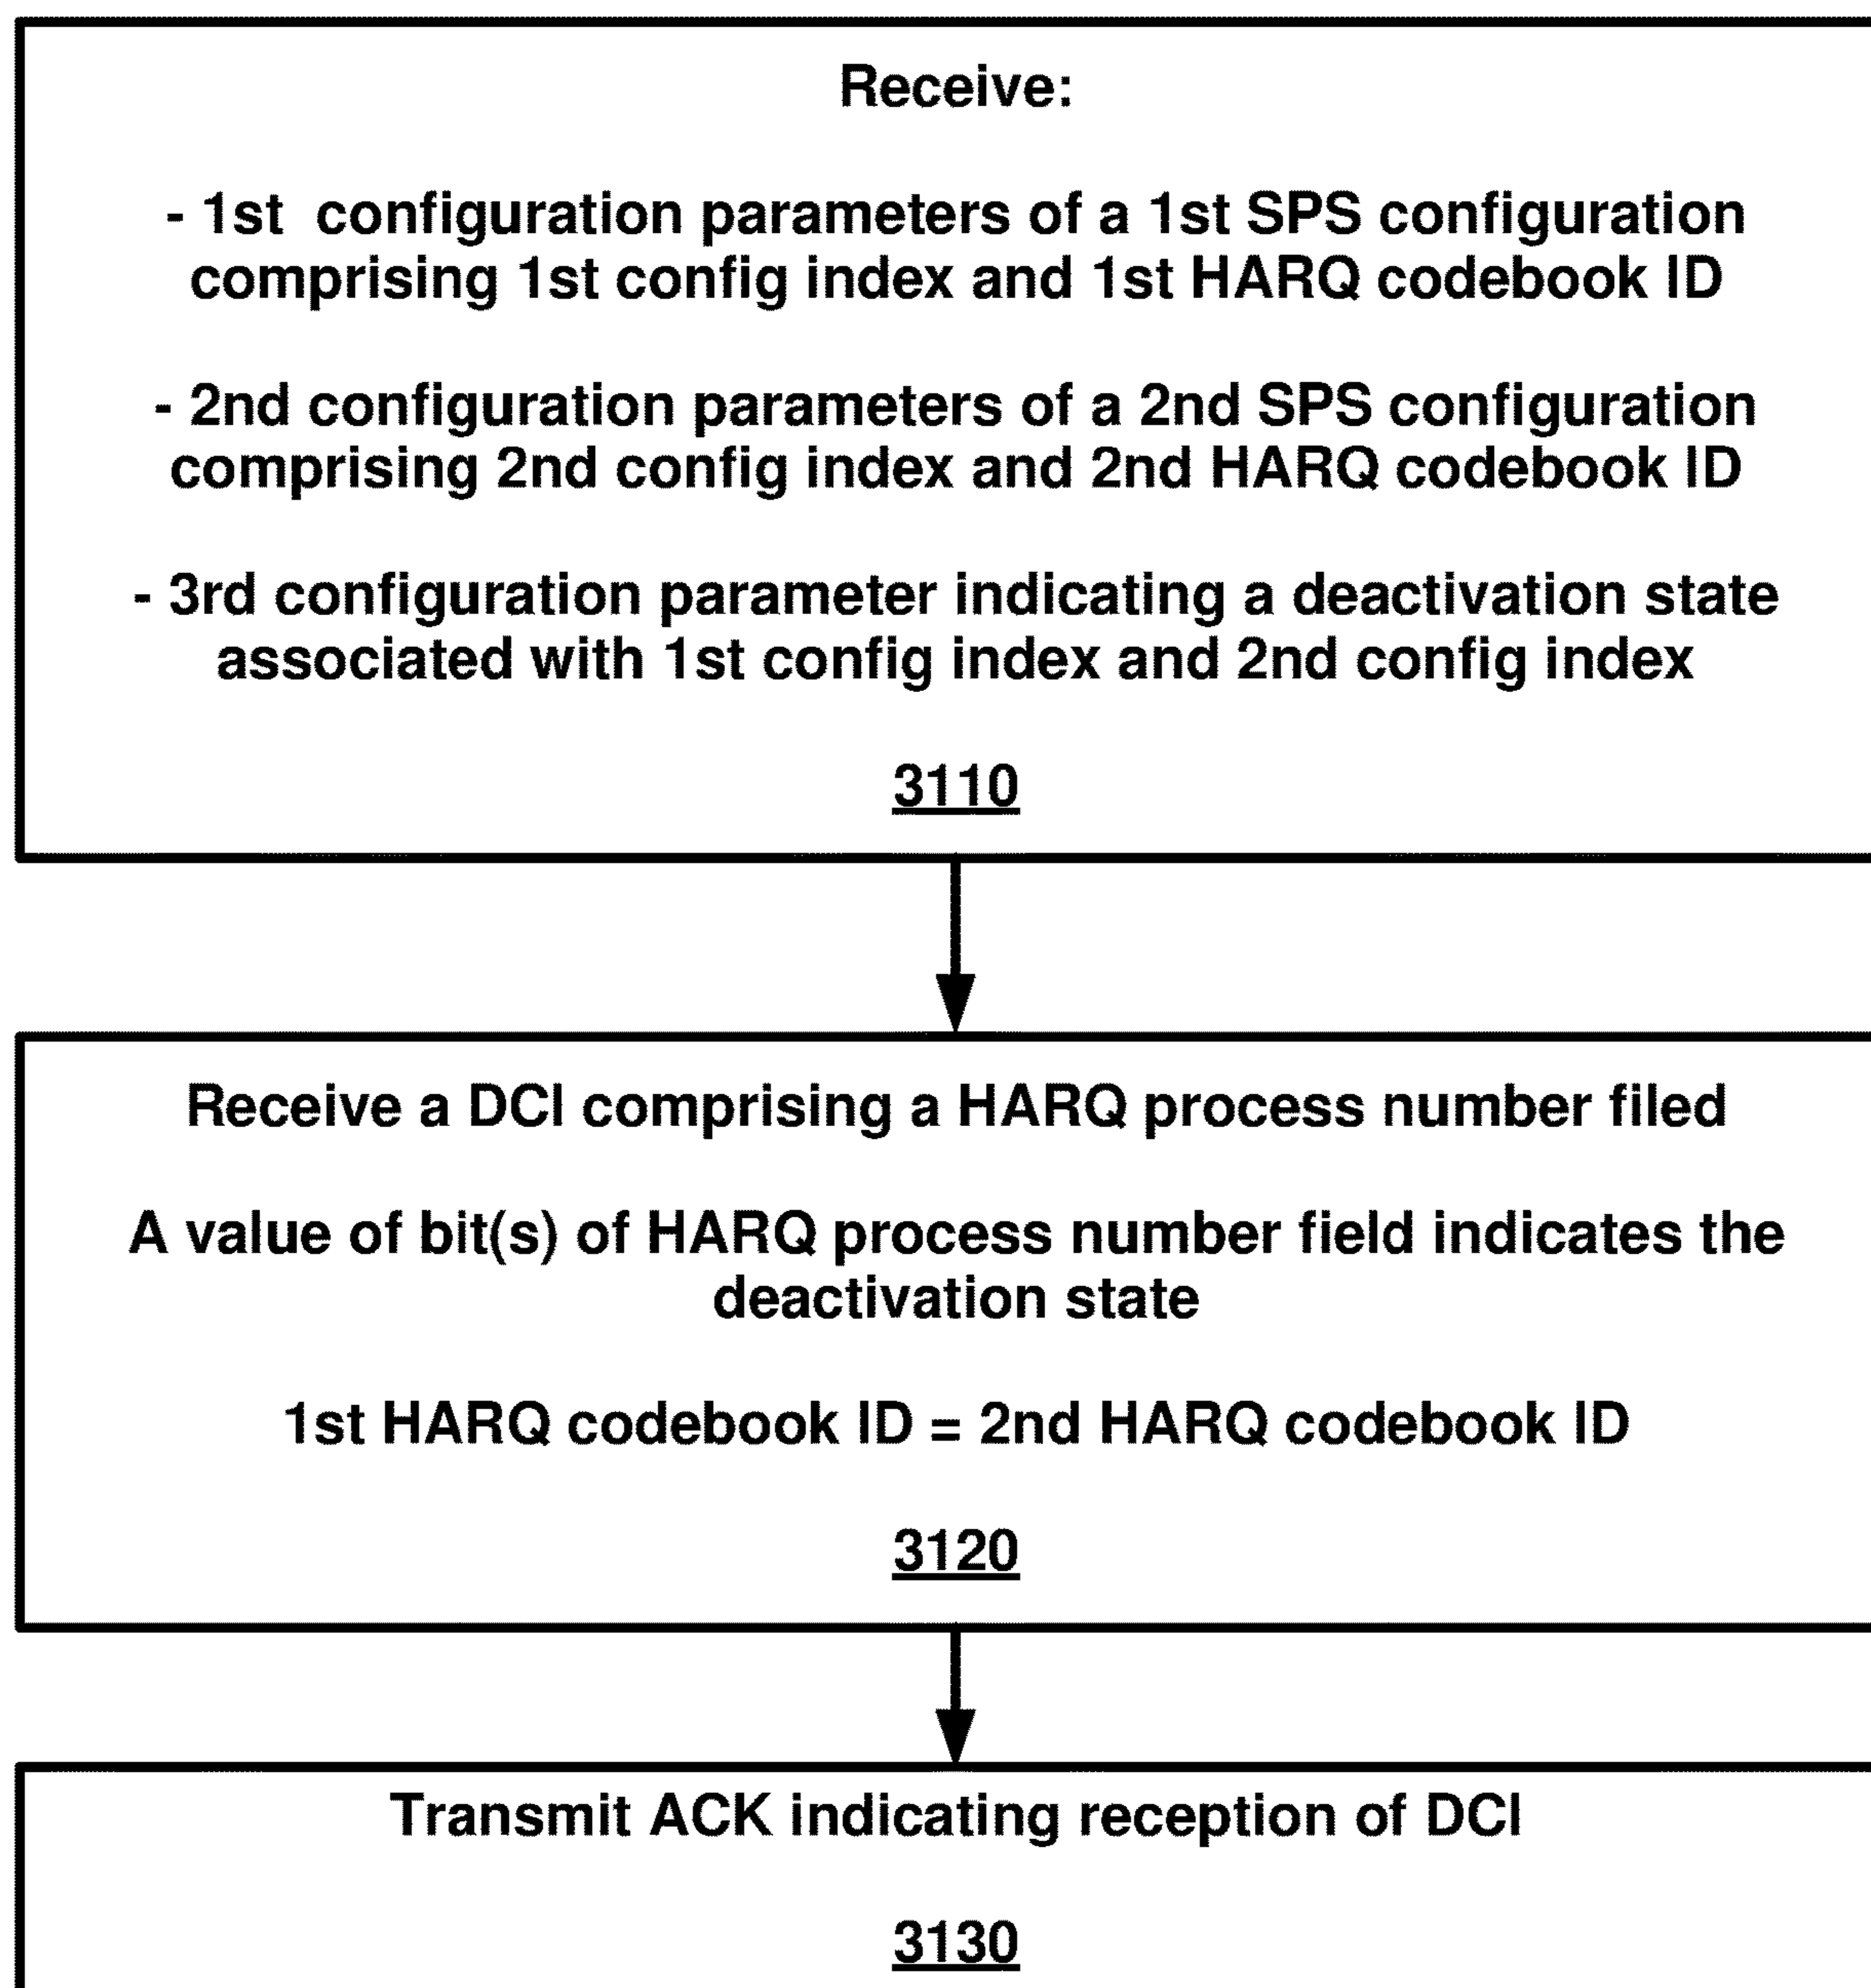 Receive:
- 1st  configuration parameters of a 1st SPS configuration
comprising 1st config index and 1st HARQ codebook ID
- 2nd configuration parameters of a 2nd SPS configuration
comprising 2nd config index and 2nd HARQ codebook ID
- 3rd configuration parameter indicating a deactivation state
associated with 1st config index and 2nd config index
3110
Receive a DCI comprising a HARQ process number filed
A value of bit(s) of HARQ process number field indicates the
deactivation state
1st HARQ codebook ID = 2nd HARQ codebook ID
3120
Transmit ACK indicating reception of DCI
3130